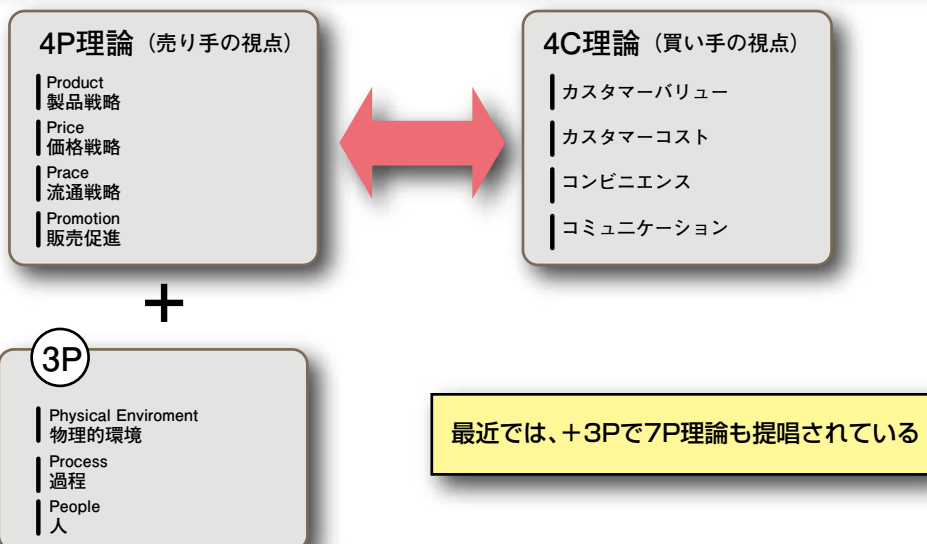 4P理論（売り手の視点）
Product
製品戦略
Price
価格戦略
Prace
流通戦略
Promotion
販売促進
4C理論（買い手の視点）
カスタマーバリュー
カスタマーコスト
コンビニエンス
コミュニケーション
+
3P
Physical Enviroment
物理的環境
Process
過程
People
人
最近では、＋3Pで7P理論も提唱されている